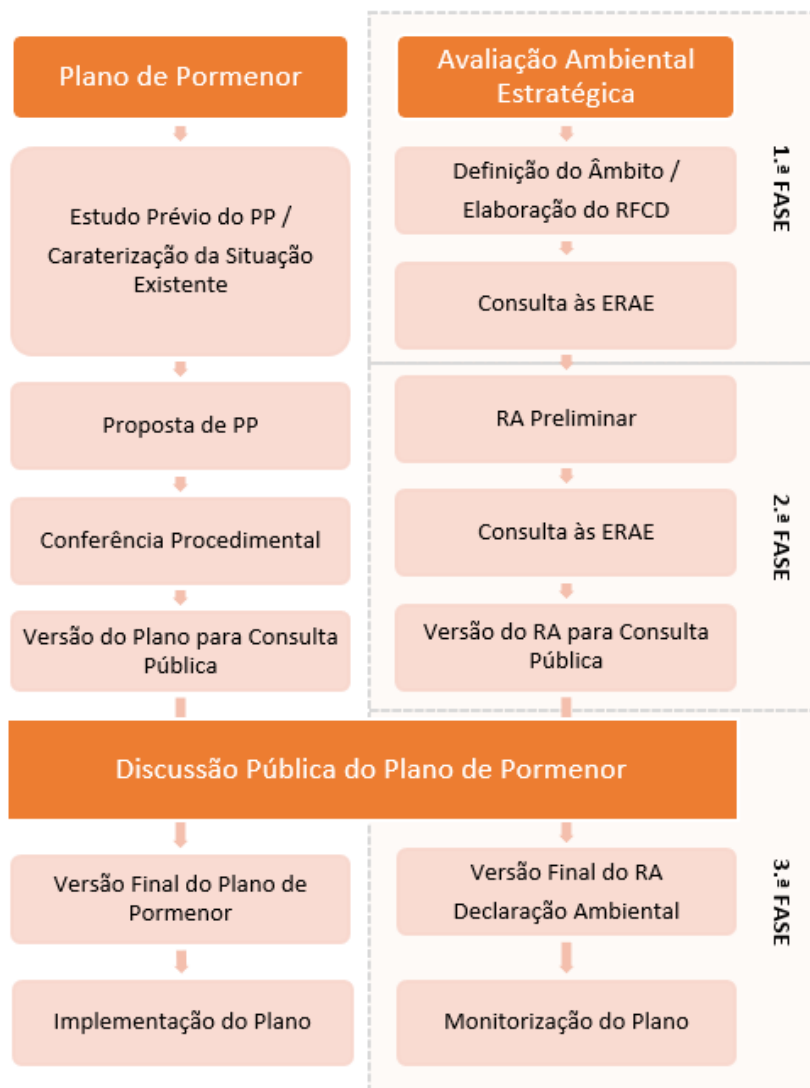 Plano de Pormenor
Avaliação Ambiental
Estratégica
1.ª FASE
Estudo Prévio do PP /
Caraterização da Situação
Existente
Definição do Âmbito /
Elaboração do RFCD
Consulta às ERAE
Proposta de PP
RA Preliminar
2.ª FASE
Conferência Procedimental
Consulta às ERAE
Versão do Plano para Consulta
Pública
Versão do RA para Consulta
Pública
Discussão Pública do Plano de Pormenor
Versão Final do Plano de
Pormenor
Versão Final do RA
Declaração Ambiental
3.ª FASE
Implementação do Plano
Monitorização do Plano